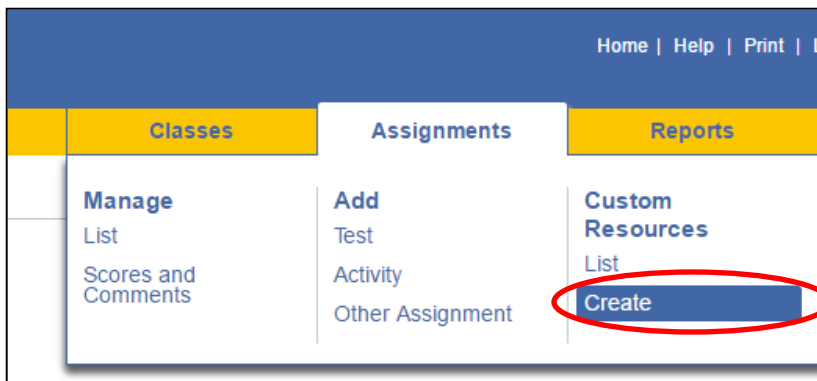 Home | Help | Print |
Classes Assignments Reports
Manage
List
Scores and
Comments
Add
Test
Activity
Other Assignment
Custom
Resources
List
Create